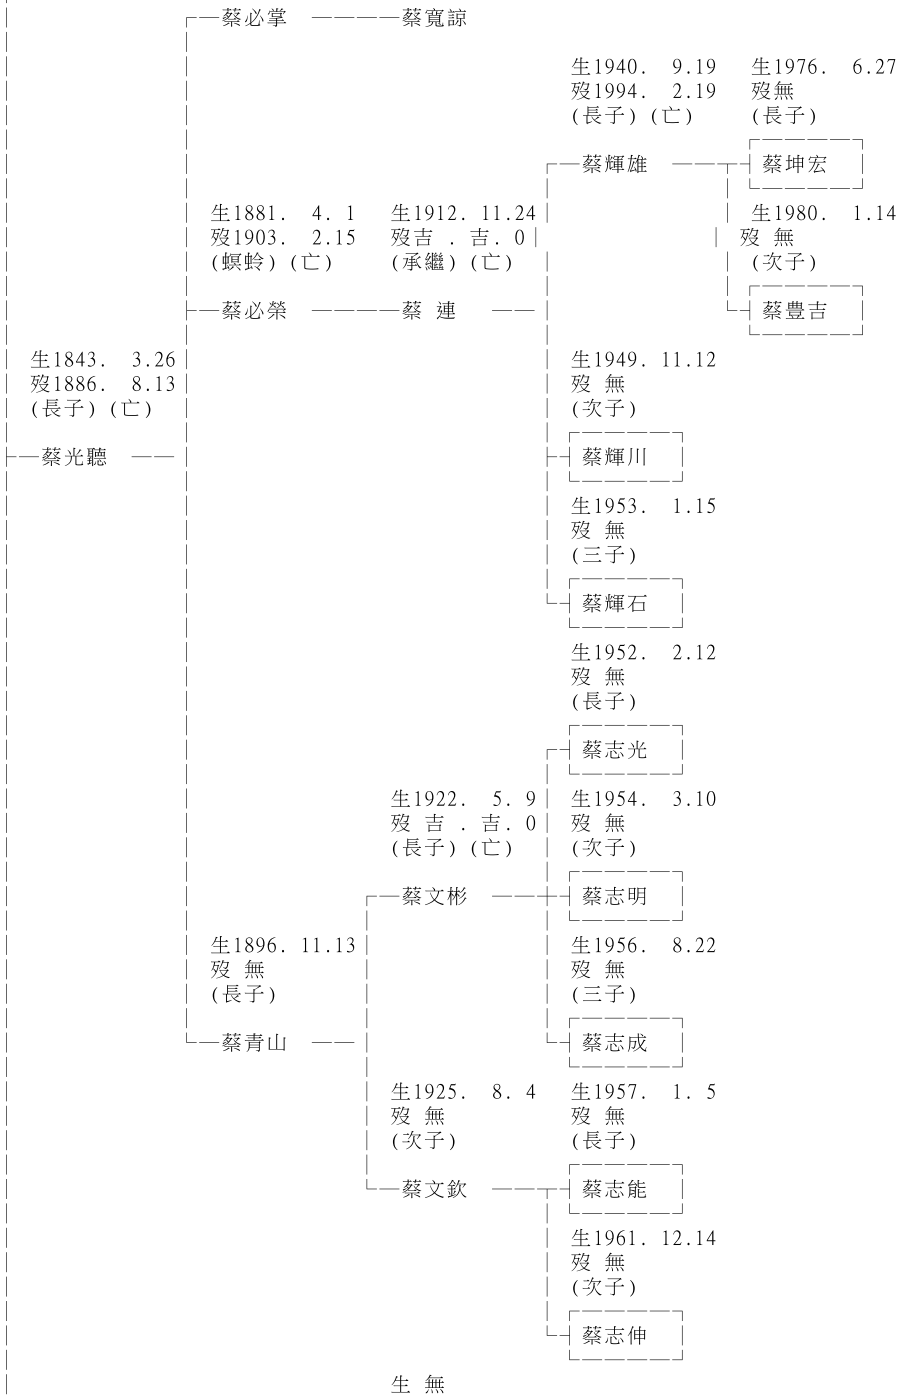 蔡必掌 蔡寬諒
生1940. 9.19 生1976. 6.27
歿1994. 2.19 歿無
(長子)(亡) (長子)
蔡輝雄 蔡坤宏
生1881. 4. 1 生1912. 11.24 生1980. 1.14
歿1903. 2.15 歿吉 . 吉. 0 歿 無
(螟蛉)(亡) (承繼)(亡) (次子)
蔡必榮 蔡 連 蔡豊吉
生1843. 3.26 生1949. 11.12
歿1886. 8.13 歿 無
(長子)(亡) (次子)
蔡光聽 蔡輝川
生1953. 1.15
歿 無
(三子)
蔡輝石
生1952. 2.12
歿 無
(長子)
蔡志光
生1922. 5. 9 生1954. 3.10
歿 吉 . 吉. 0 歿 無
(長子)(亡) (次子)
蔡文彬 蔡志明
生1896. 11.13 生1956. 8.22
歿 無 歿 無
(長子) (三子)
蔡青山 蔡志成
生1925. 8. 4 生1957. 1. 5
歿 無 歿 無
(次子) (長子)
蔡文欽 蔡志能
生1961. 12.14
歿 無
(次子)
蔡志伸
生 無